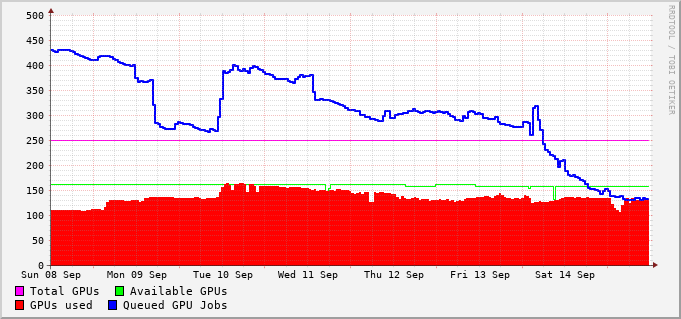 500
450
400
350
300
250
200
150
100
50
0
Sun 08 Sep Mon 09 Sep Tue 10 Sep Wed 11 Sep Thu 12 Sep Fri 13 Sep Sat 14 Sep
Total GPUs Available GPUs
GPUs used Queued GPU Jobs
RRDTOOL / TOBI OETIKER